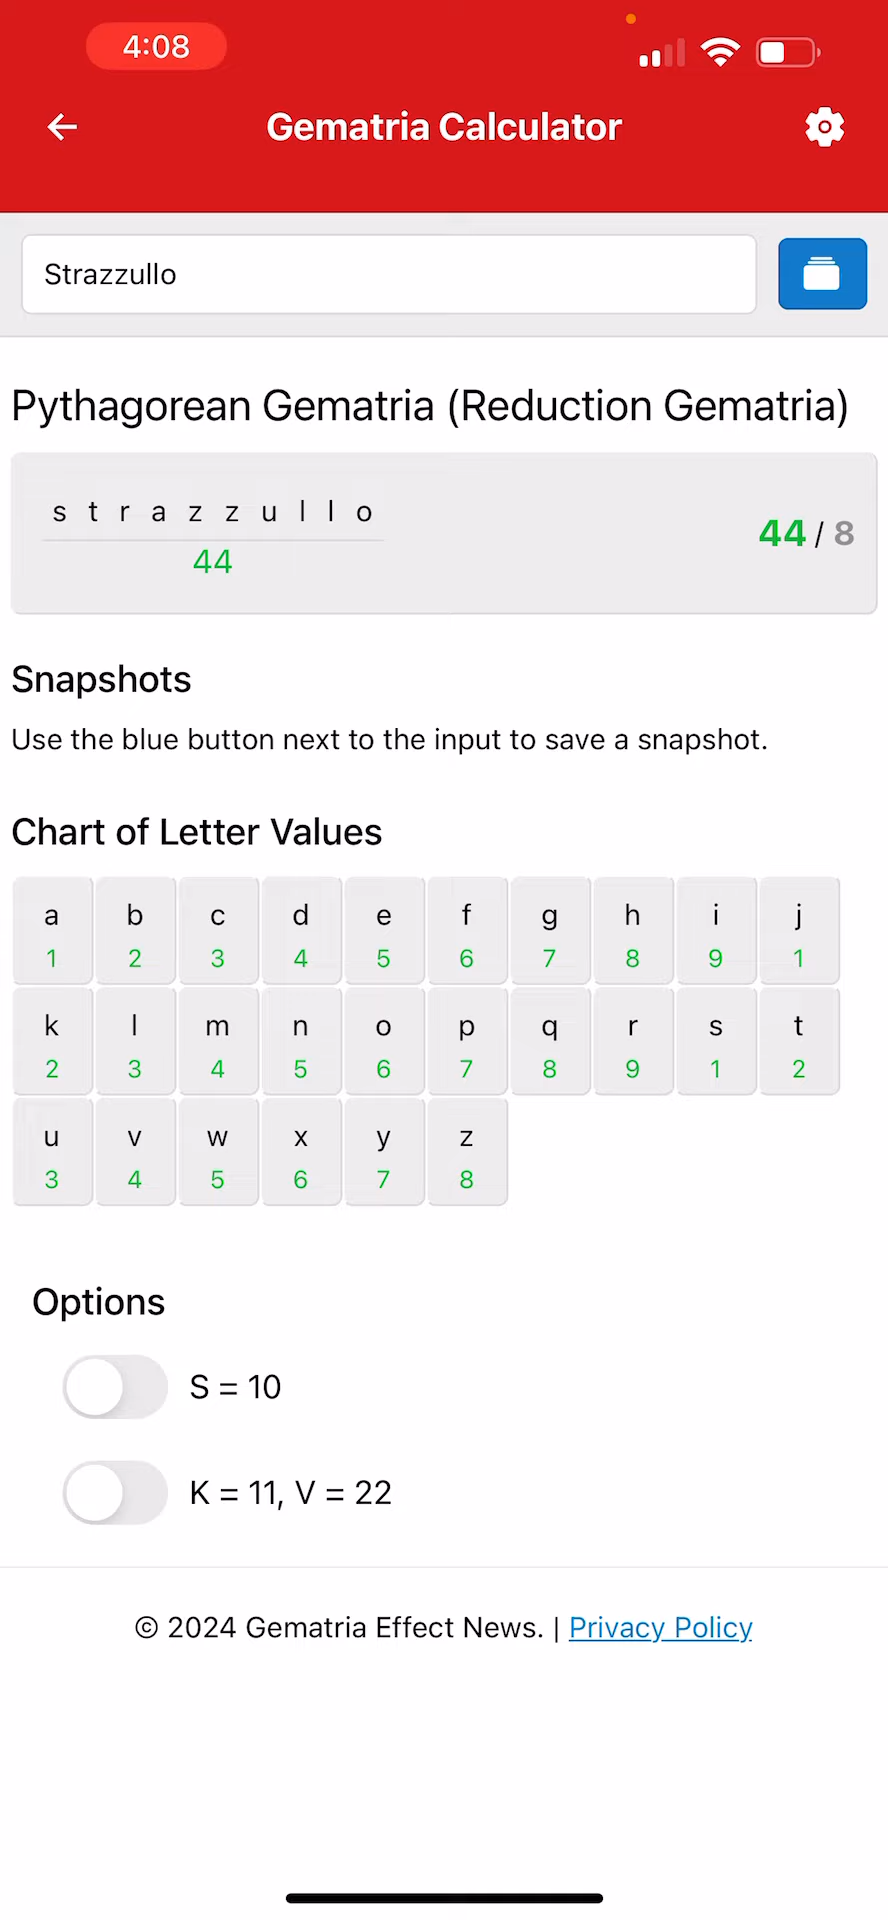 4:08
Gematria Calculator
Strazzullo
Pythagorean Gematria (Reduction Gematria)
s t r a z z u l l o
44
44 / 8
Snapshots
Use the blue button next to the input to save a snapshot.
Chart of Letter Values
a b c d e f g h i j
1 2 3 4 5 6 7 8 9 1
k l m n o p q r s t
2 3 4 5 6 7 8 9 1 2
u v w x y z
3 4 5 6 7 8
Options
S = 10
K = 11, V = 22
© 2024 Gematria Effect News. | Privacy Policy